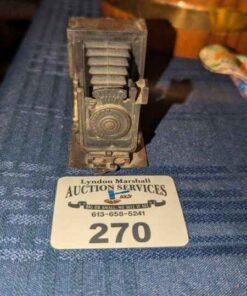 Lyndon Marshall
AUCTION SERVICES
613-658-5241
270